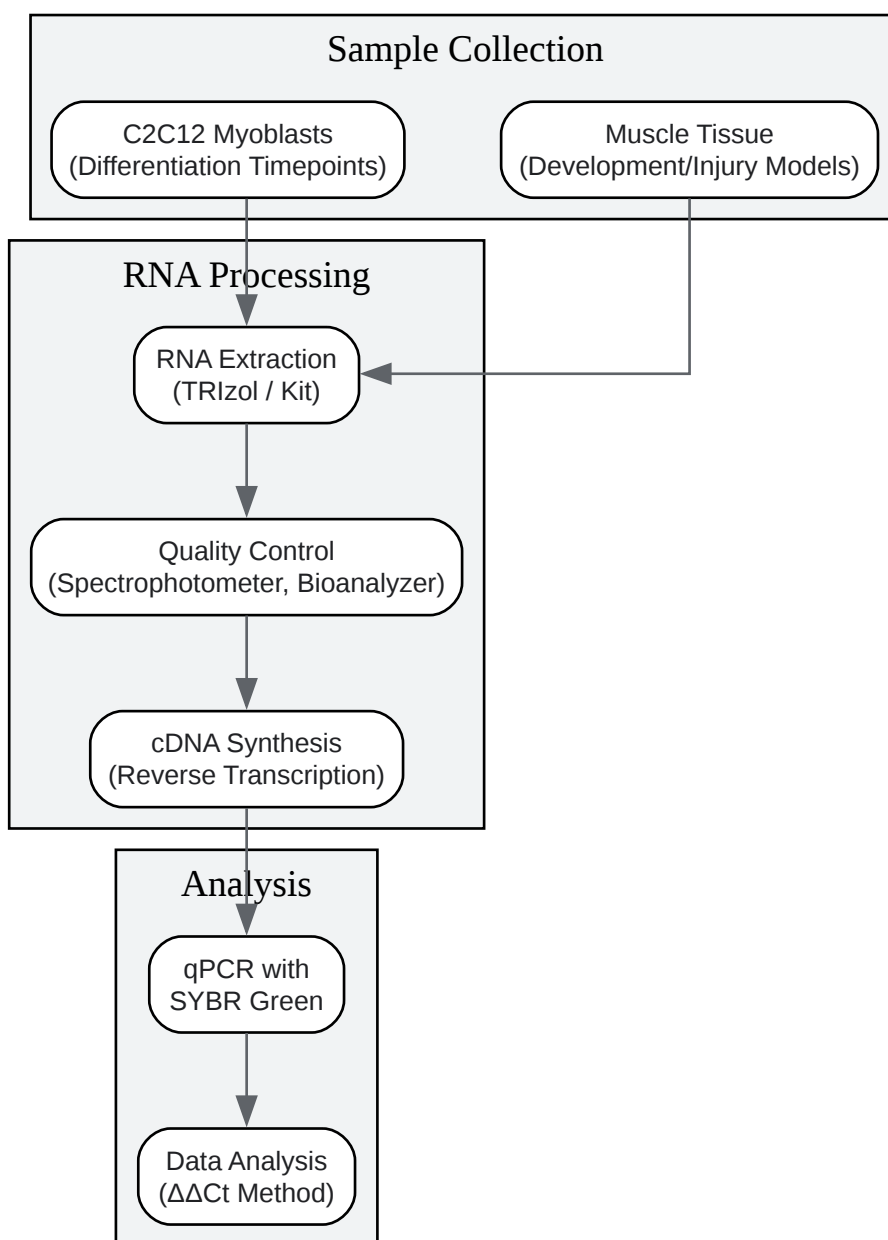 Sample Collection
C2C12 Myoblasts
(Differentiation Timepoints)
Muscle Tissue
(Development/Injury Models)
RNA Processing
RNA Extraction
(TRIzol / Kit)
Quality Control
(Spectrophotometer, Bioanalyzer)
cDNA Synthesis
(Reverse Transcription)
Analysis
qPCR with
SYBR Green
Data Analysis
(ΔΔCt Method)